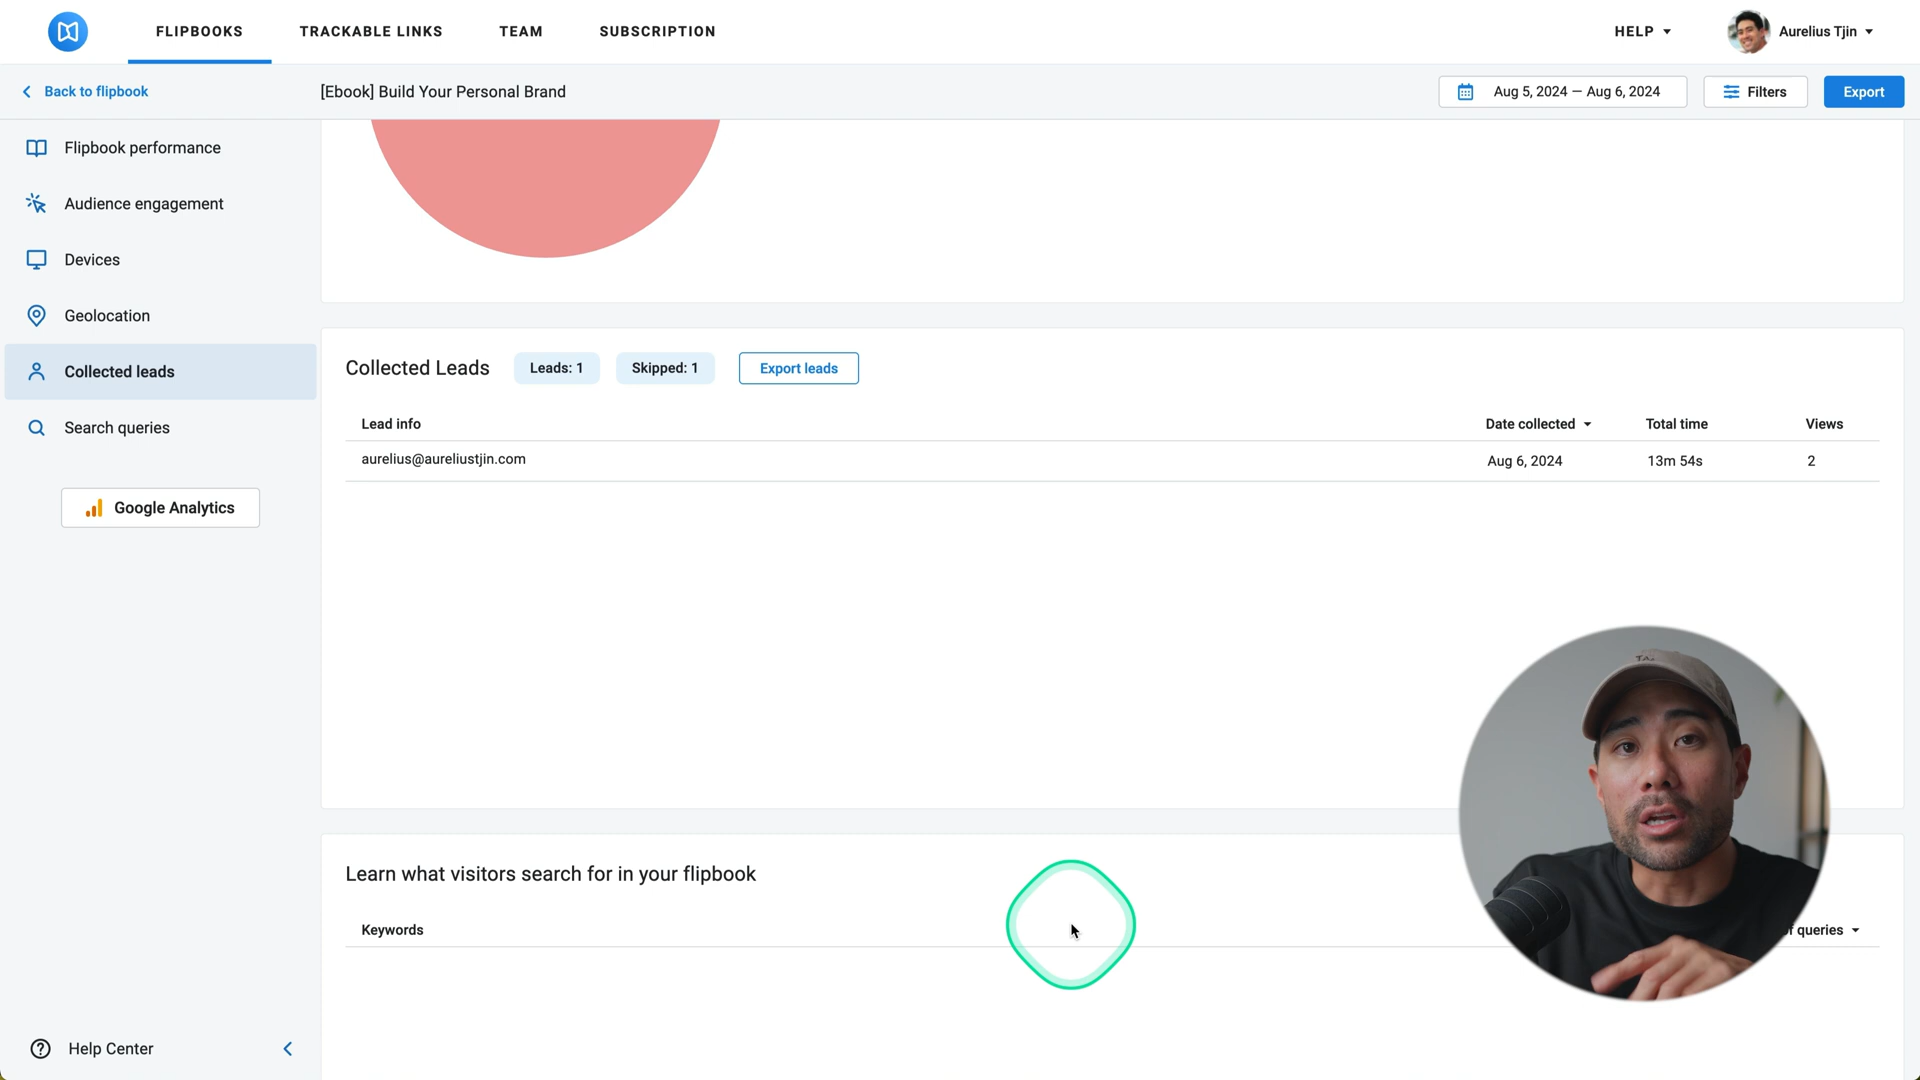 FLIPBOOKS
TRACKABLE LINKS
TEAM
SUBSCRIPTION
HELP
Aurelius Tjin
Back to flipbook
[Ebook] Build Your Personal Brand
Aug 5, 2024 — Aug 6, 2024
Filters
Export
Flipbook performance
Audience engagement
Devices
Geolocation
Collected leads
Search queries
Google Analytics
Help Center
Collected Leads
Leads: 1
Skipped: 1
Export leads
Lead info
Date collected
Total time
Views
aurelius@aureliustjin.com
Aug 6, 2024
13m 54s
2
Learn what visitors search for in your flipbook
Keywords
queries